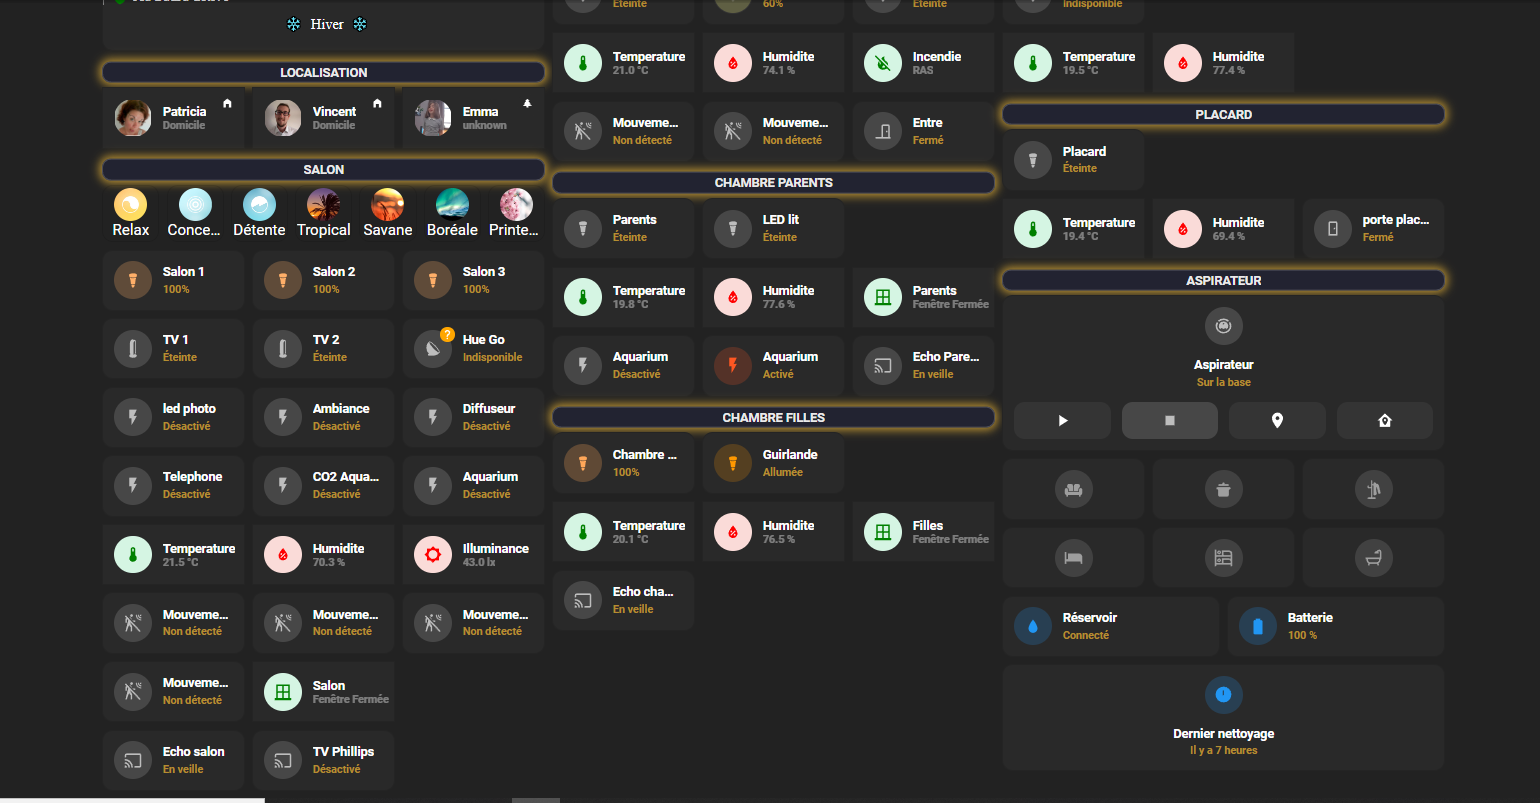 Hiver
LOCALISATION
Patricia
Domicile
Vincent
Domicile
Emma
unknown
SALON
Relax
Conce...
Détente
Tropical
Savane
Boréale
Printe...
Salon 1
100%
Salon 2
100%
Salon 3
100%
TV 1
Éteinte
TV 2
Éteinte
?
Hue Go
Indisponible
led photo
Désactivé
Ambiance
Désactivé
Diffuseur
Désactivé
Telephone
Désactivé
CO2 Aqua...
Désactivé
Aquarium
Désactivé
Temperature
21.5 °C
Humidite
70.3 %
Illuminance
43.0 lx
Mouveme...
Non détecté
Mouveme...
Non détecté
Mouveme...
Non détecté
Mouveme...
Non détecté
Salon
Fenêtre Fermée
Echo salon
En veille
TV Phillips
Désactivé
Éteinte
60%
Éteinte
Temperature
21.0 °C
Humidite
74.1 %
Incendie
RAS
Mouveme...
Non détecté
Mouveme...
Non détecté
Entre
Fermé
CHAMBRE PARENTS
Parents
Éteinte
LED lit
Éteinte
Temperature
19.8 °C
Humidite
77.6 %
Parents
Fenêtre Fermée
Aquarium
Désactivé
Aquarium
Activé
Echo Pare...
En veille
CHAMBRE FILLES
Chambre ...
100%
Guirlande
Allumée
Temperature
20.1 °C
Humidite
76.5 %
Filles
Fenêtre Fermée
Echo cha...
En veille
Indisponible
Temperature
19.5 °C
Humidite
77.4 %
PLACARD
Placard
Éteinte
Temperature
19.4 °C
Humidite
69.4 %
porte plac...
Fermé
ASPIRATEUR
Aspirateur
Sur la base
Réservoir
Connecté
Batterie
100 %
Dernier nettoyage
Il y a 7 heures